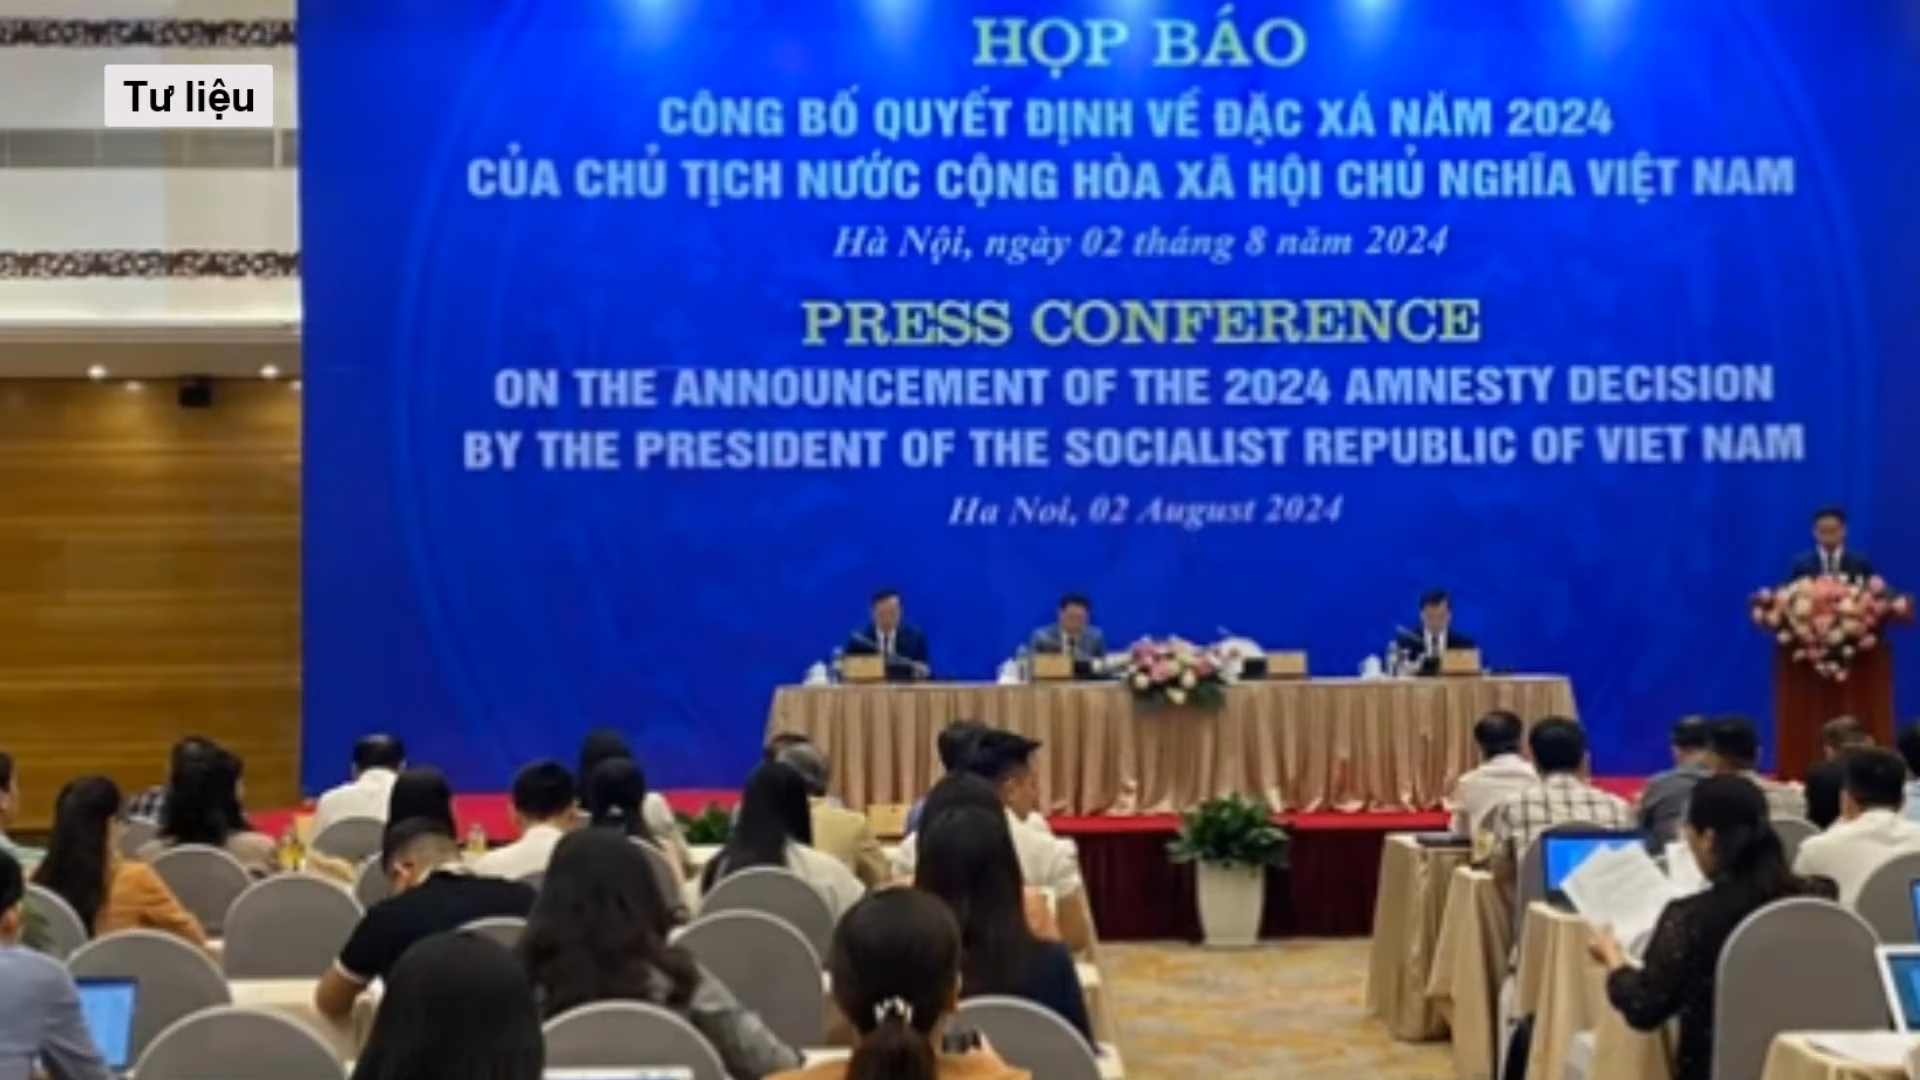 Tư liệu
HỌP BÁO
CÔNG BỐ QUYẾT ĐỊNH VỀ ĐẶC XÁ NĂM 2024
CỦA CHỦ TỊCH NƯỚC CỘNG HÒA XÃ HỘI CHỦ NGHĨA VIỆT NAM
Hà Nội, ngày 02 tháng 8 năm 2024
PRESS CONFERENCE
ON THE ANNOUNCEMENT OF THE 2024 AMNESTY DECISION
BY THE PRESIDENT OF THE SOCIALIST REPUBLIC OF VIET NAM
Ha Noi, 02 August 2024